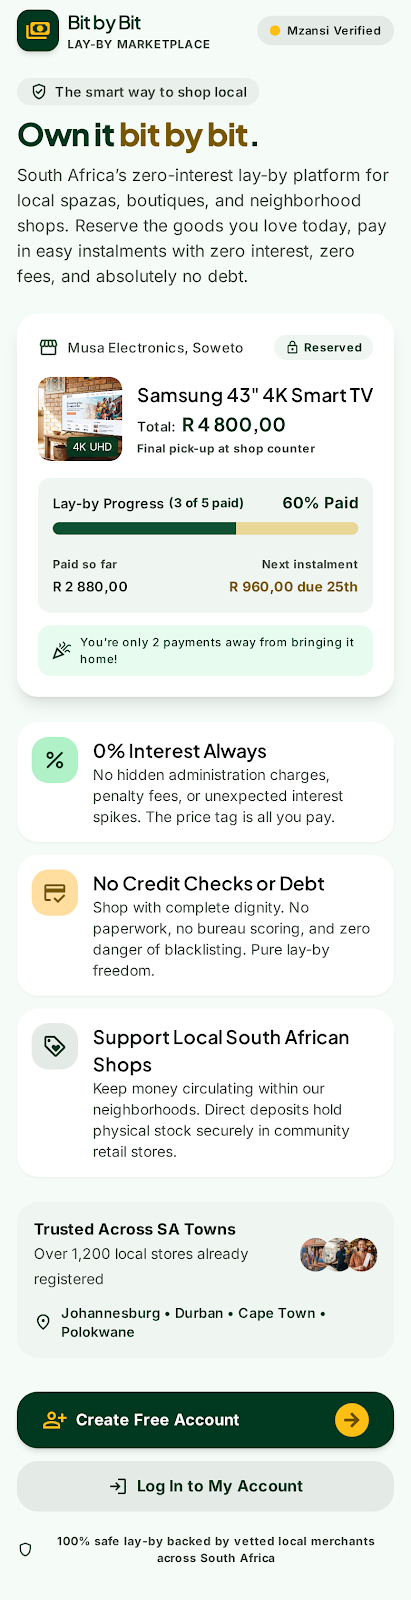 Bit by Bit
LAY-BY MARKETPLACE
Mzansi Verified
The smart way to shop local
Own it bit by bit.
South Africa's zero-interest lay-by platform for
local spazas, boutiques, and neighborhood
shops. Reserve the goods you love today, pay
in easy instalments with zero interest, zero
fees, and absolutely no debt.
Musa Electronics, Soweto
Reserved
Samsung 43" 4K Smart TV
Total: R 4 800,00
Final pick-up at shop counter
4K UHD
Lay-by Progress (3 of 5 paid)
60% Paid
Paid so far
Next instalment
R 2 880,00
R 960,00 due 25th
You're only 2 payments away from bringing it
home!
0% Interest Always
No hidden administration charges,
penalty fees, or unexpected interest
spikes. The price tag is all you pay.
No Credit Checks or Debt
Shop with complete dignity. No
paperwork, no bureau scoring, and zero
danger of blacklisting. Pure lay-by
freedom.
Support Local South African
Shops
Keep money circulating within our
neighborhoods. Direct deposits hold
physical stock securely in community
retail stores.
Trusted Across SA Towns
Over 1,200 local stores already
registered
Johannesburg • Durban • Cape Town •
Polokwane
Create Free Account
Log In to My Account
100% safe lay-by backed by vetted local merchants
across South Africa